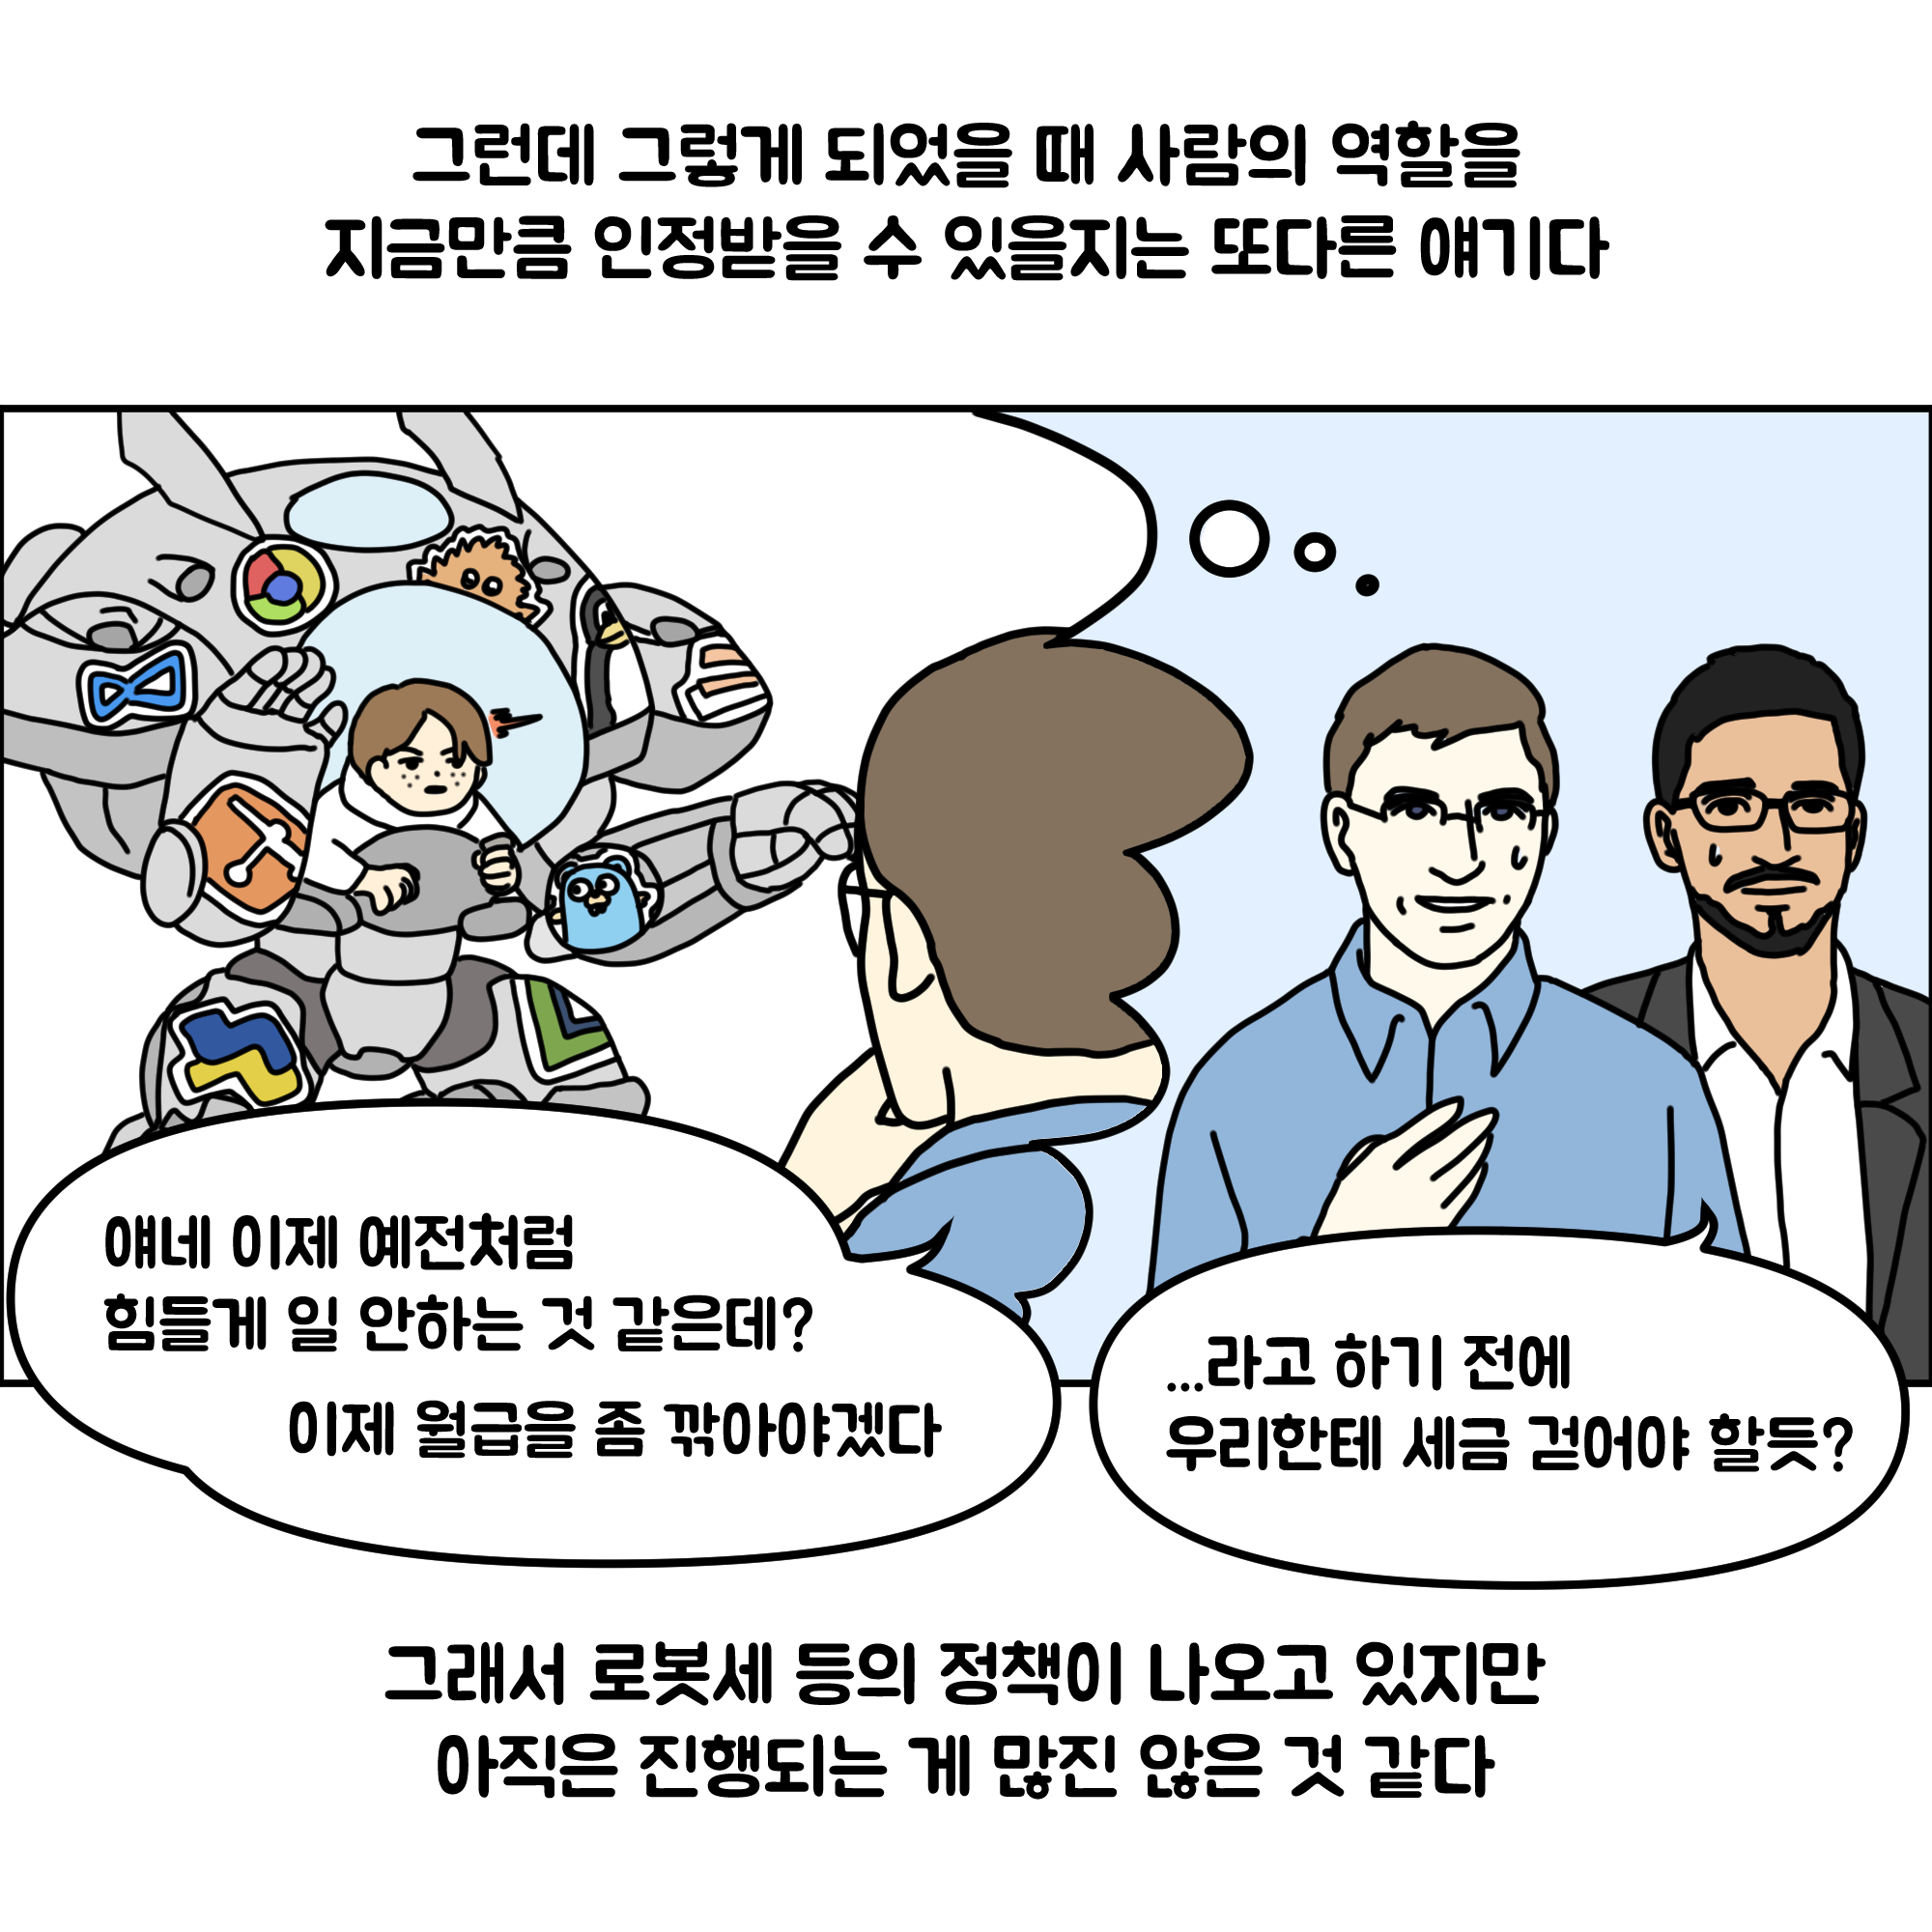 그런데 그렇게 되었을 때 사람의 역할을
지금만큼 인정받을 수 있을지는 또다른 얘기다
얘네 이제 예전처럼
힘들게 일 안하는 것 같은데?
이제 월급을 좀 깎아야겠다
...라고 하기 전에
우리한테 세금 걷어야 할듯?
그래서 로봇세 등의 정책이 나오고 있지만
아직은 진행되는 게 많진 않은 것 같다